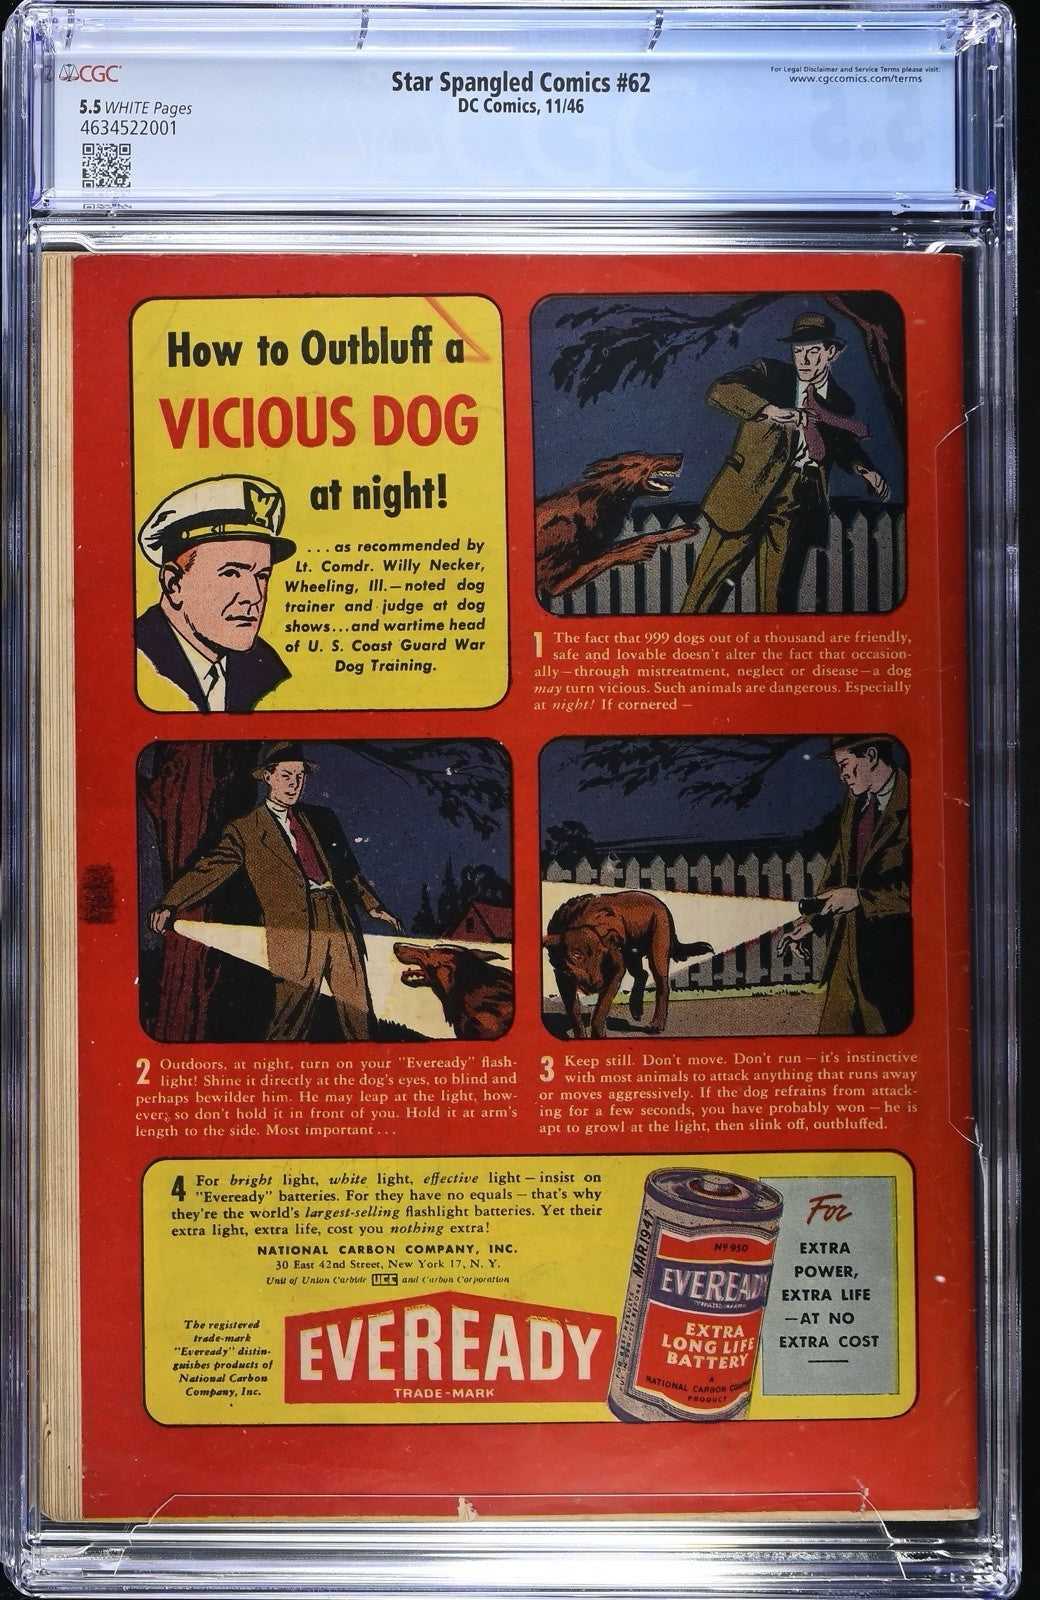 CGC
For Legal Disclaimer and Service Terms please visit:
www.cgccomics.com/terms
Star Spangled Comics #62
DC Comics, 11/46
5.5 WHITE Pages
4634522001
How to Outbluff a
VICIOUS DOG
at night!
...as recommended by
Lt. Comdr. Willy Necker,
Wheeling, Ill.—noted dog
trainer and judge at dog
shows...and wartime head
of U. S. Coast Guard War
Dog Training.
1 The fact that 999 dogs out of a thousand are friendly,
safe and lovable doesn't alter the fact that occasion-
ally—through mistreatment, neglect or disease—a dog
may turn vicious. Such animals are dangerous. Especially
at night! If cornered —
2 Outdoors, at night, turn on your "Eveready" flash-
light! Shine it directly at the dog's eyes, to blind and
perhaps bewilder him. He may leap at the light, how-
ever; so don't hold it in front of you. Hold it at arm's
length to the side. Most important...
3 Keep still. Don't move. Don't run — it's instinctive
with most animals to attack anything that runs away
or moves aggressively. If the dog refrains from attack-
ing for a few seconds, you have probably won — he is
apt to growl at the light, then slink off, outbluffed.
4 For bright light, white light, effective light — insist on
"Eveready" batteries. For they have no equals — that's why
they're the world's largest-selling flashlight batteries. Yet their
extra light, extra life, cost you nothing extra!
NATIONAL CARBON COMPANY, INC.
30 East 42nd Street, New York 17, N. Y.
Unit of Union Carbide UCC and Carbon Corporation
The registered
trade-mark
"Eveready" distin-
guishes products of
National Carbon
Company, Inc.
EVEREADY
TRADE-MARK
MAR 1947
No 950
EVEREADY
EXTRA
LONG LIFE
BATTERY
A
NATIONAL CARBON
PRODUCT
For
EXTRA
POWER,
EXTRA LIFE
—AT NO
EXTRA COST